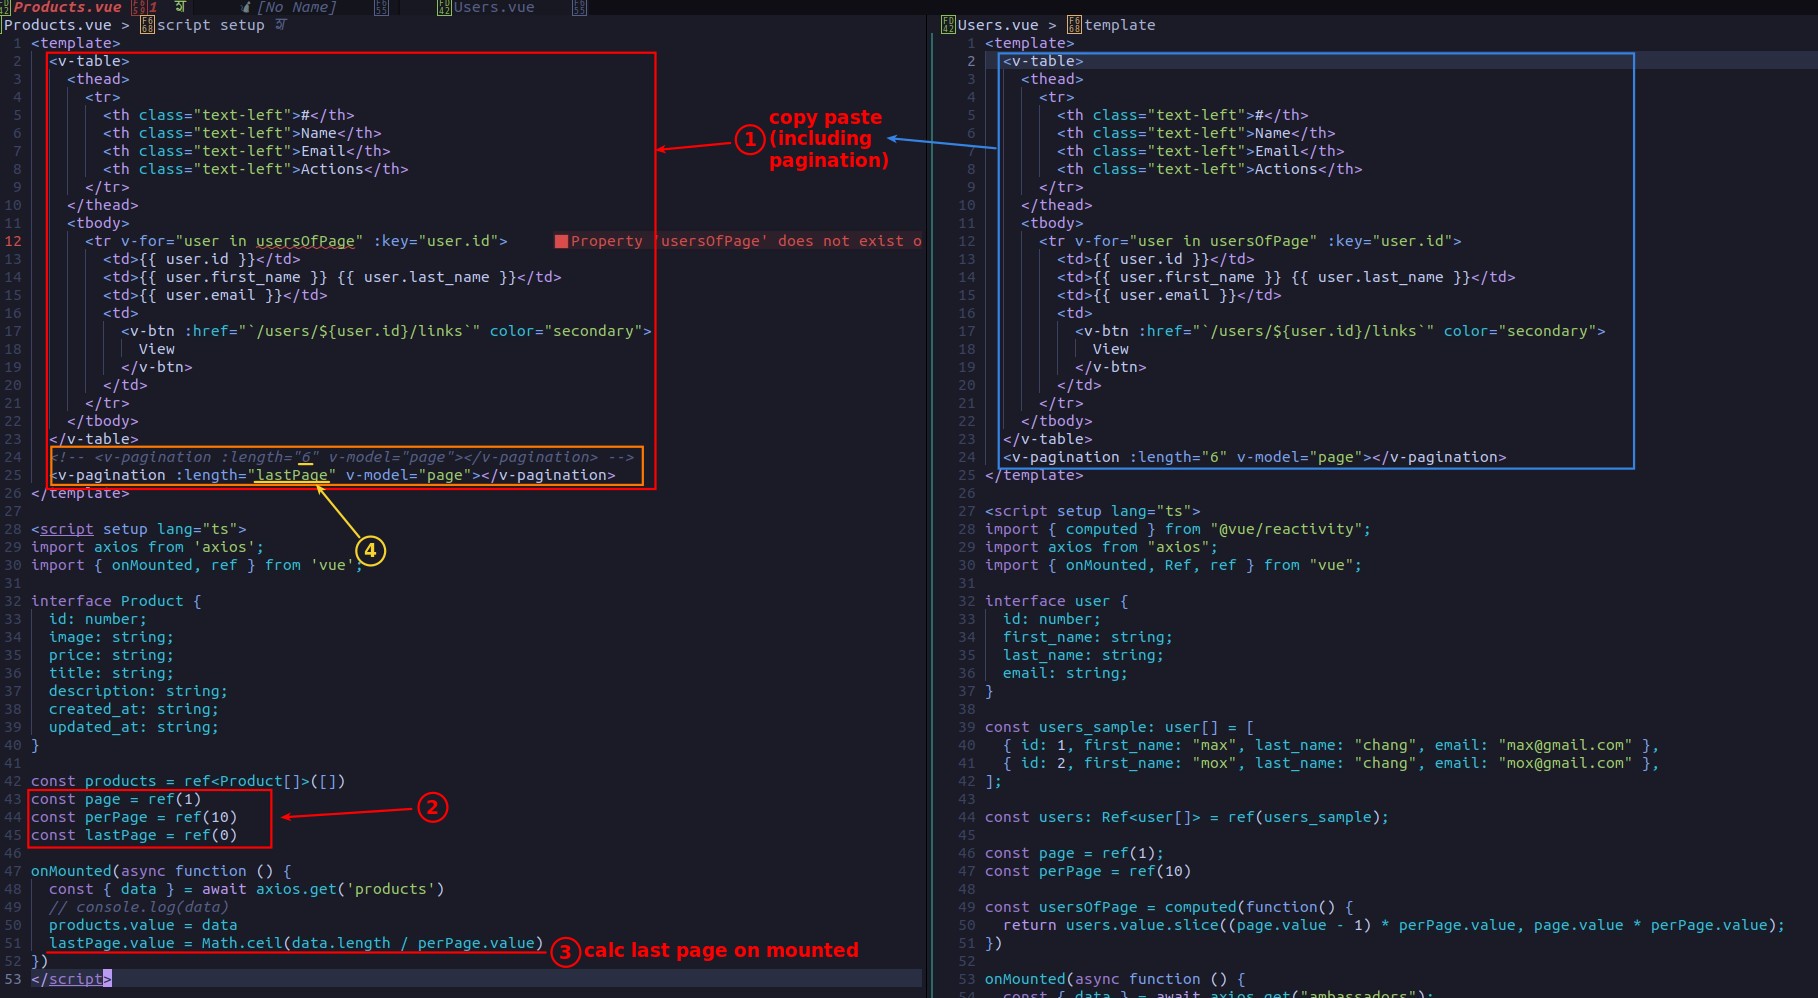 Products.vue 1 [No Name] Users.vue
Products.vue > script setup
1 <template>
2 <v-table>
3 <thead>
4 <tr>
5 <th class="text-left">#</th>
6 <th class="text-left">Name</th>
7 <th class="text-left">Email</th>
8 <th class="text-left">Actions</th>
9 </tr>
10 </thead>
11 <tbody>
12 <tr v-for="user in usersOfPage" :key="user.id"> Property 'usersOfPage' does not exist o
13 <td>{{ user.id }}</td>
14 <td>{{ user.first_name }} {{ user.last_name }}</td>
15 <td>{{ user.email }}</td>
16 <td>
17 <v-btn :href="`/users/${user.id}/links`" color="secondary">
18 View
19 </v-btn>
20 </td>
21 </tr>
22 </tbody>
23 </v-table>
24 <!-- <v-pagination :length="6" v-model="page"></v-pagination> -->
25 <v-pagination :length="lastPage" v-model="page"></v-pagination>
26 </template>
27
28 <script setup lang="ts">
29 import axios from 'axios';
30 import { onMounted, ref } from 'vue';
31
32 interface Product {
33 id: number;
34 image: string;
35 price: string;
36 title: string;
37 description: string;
38 created_at: string;
39 updated_at: string;
40 }
41
42 const products = ref<Product[]>([])
43 const page = ref(1)
44 const perPage = ref(10)
45 const lastPage = ref(0)
46
47 onMounted(async function () {
48 const { data } = await axios.get('products')
49 // console.log(data)
50 products.value = data
51 lastPage.value = Math.ceil(data.length / perPage.value)
52 })
53 </script>
1 copy paste
(including
pagination)
4
2
3 calc last page on mounted
Users.vue > template
1 <template>
2 <v-table>
3 <thead>
4 <tr>
5 <th class="text-left">#</th>
6 <th class="text-left">Name</th>
7 <th class="text-left">Email</th>
8 <th class="text-left">Actions</th>
9 </tr>
10 </thead>
11 <tbody>
12 <tr v-for="user in usersOfPage" :key="user.id">
13 <td>{{ user.id }}</td>
14 <td>{{ user.first_name }} {{ user.last_name }}</td>
15 <td>{{ user.email }}</td>
16 <td>
17 <v-btn :href="`/users/${user.id}/links`" color="secondary">
18 View
19 </v-btn>
20 </td>
21 </tr>
22 </tbody>
23 </v-table>
24 <v-pagination :length="6" v-model="page"></v-pagination>
25 </template>
26
27 <script setup lang="ts">
28 import { computed } from "@vue/reactivity";
29 import axios from "axios";
30 import { onMounted, Ref, ref } from "vue";
31
32 interface user {
33 id: number;
34 first_name: string;
35 last_name: string;
36 email: string;
37 }
38
39 const users_sample: user[] = [
40 { id: 1, first_name: "max", last_name: "chang", email: "max@gmail.com" },
41 { id: 2, first_name: "mox", last_name: "chang", email: "mox@gmail.com" },
42 ];
43
44 const users: Ref<user[]> = ref(users_sample);
45
46 const page = ref(1);
47 const perPage = ref(10)
48
49 const usersOfPage = computed(function() {
50 return users.value.slice((page.value - 1) * perPage.value, page.value * perPage.value);
51 })
52
53 onMounted(async function () {
54 const { data } = await axios.get("ambassadors");